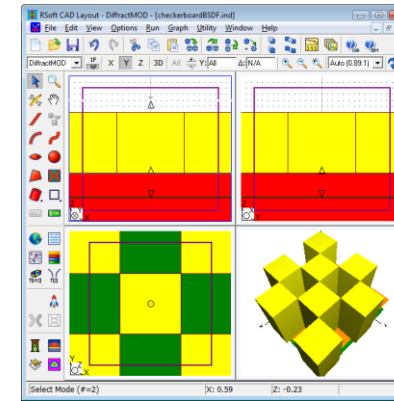 RSoft CAD Layout - DiffractMOD - [checkerboardBSDF.ind]
File Edit View Options Run Graph Utility Window Help
DiffractMOD X Y Z 3D All Y: All Δ: N/A Auto (0.89:1)
Z
X
Y
X
Select Mode (#=2) X: 0.59 Z: -0.23